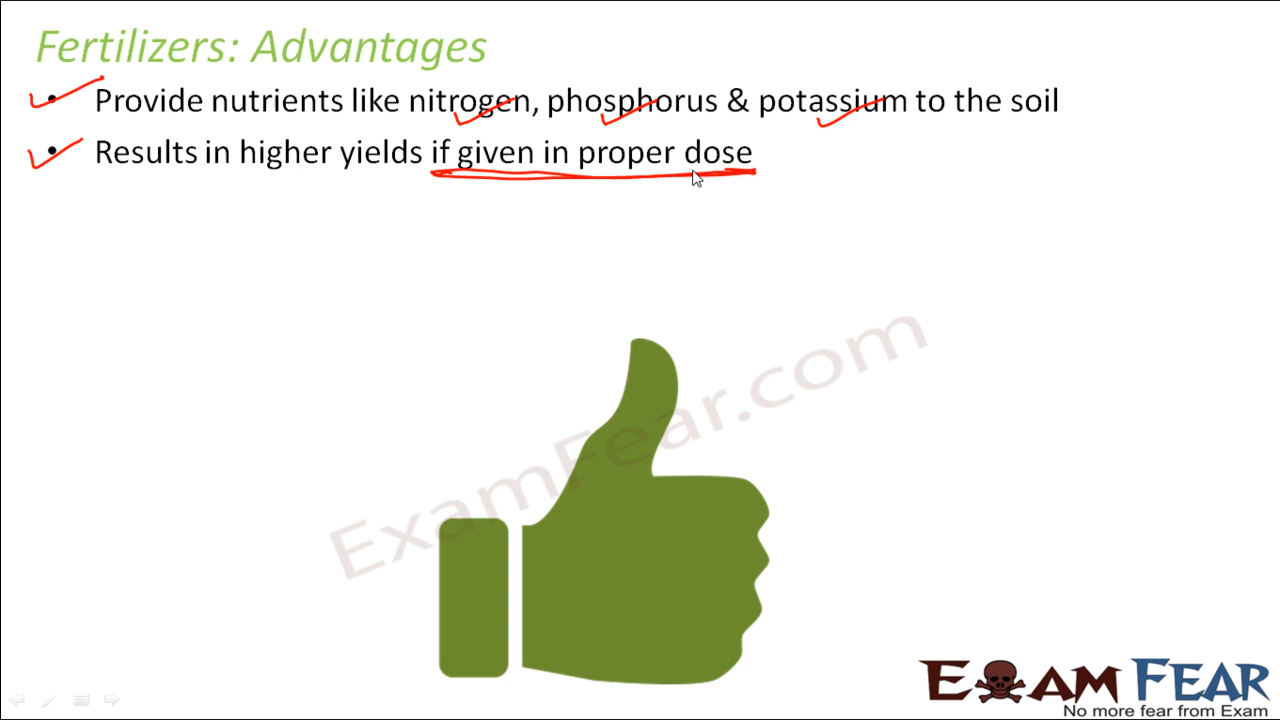 Fertilizers: Advantages
• Provide nutrients like nitrogen, phosphorus & potassium to the soil
• Results in higher yields if given in proper dose
ExamFear.com
EXAM FEAR
No more fear from Exam